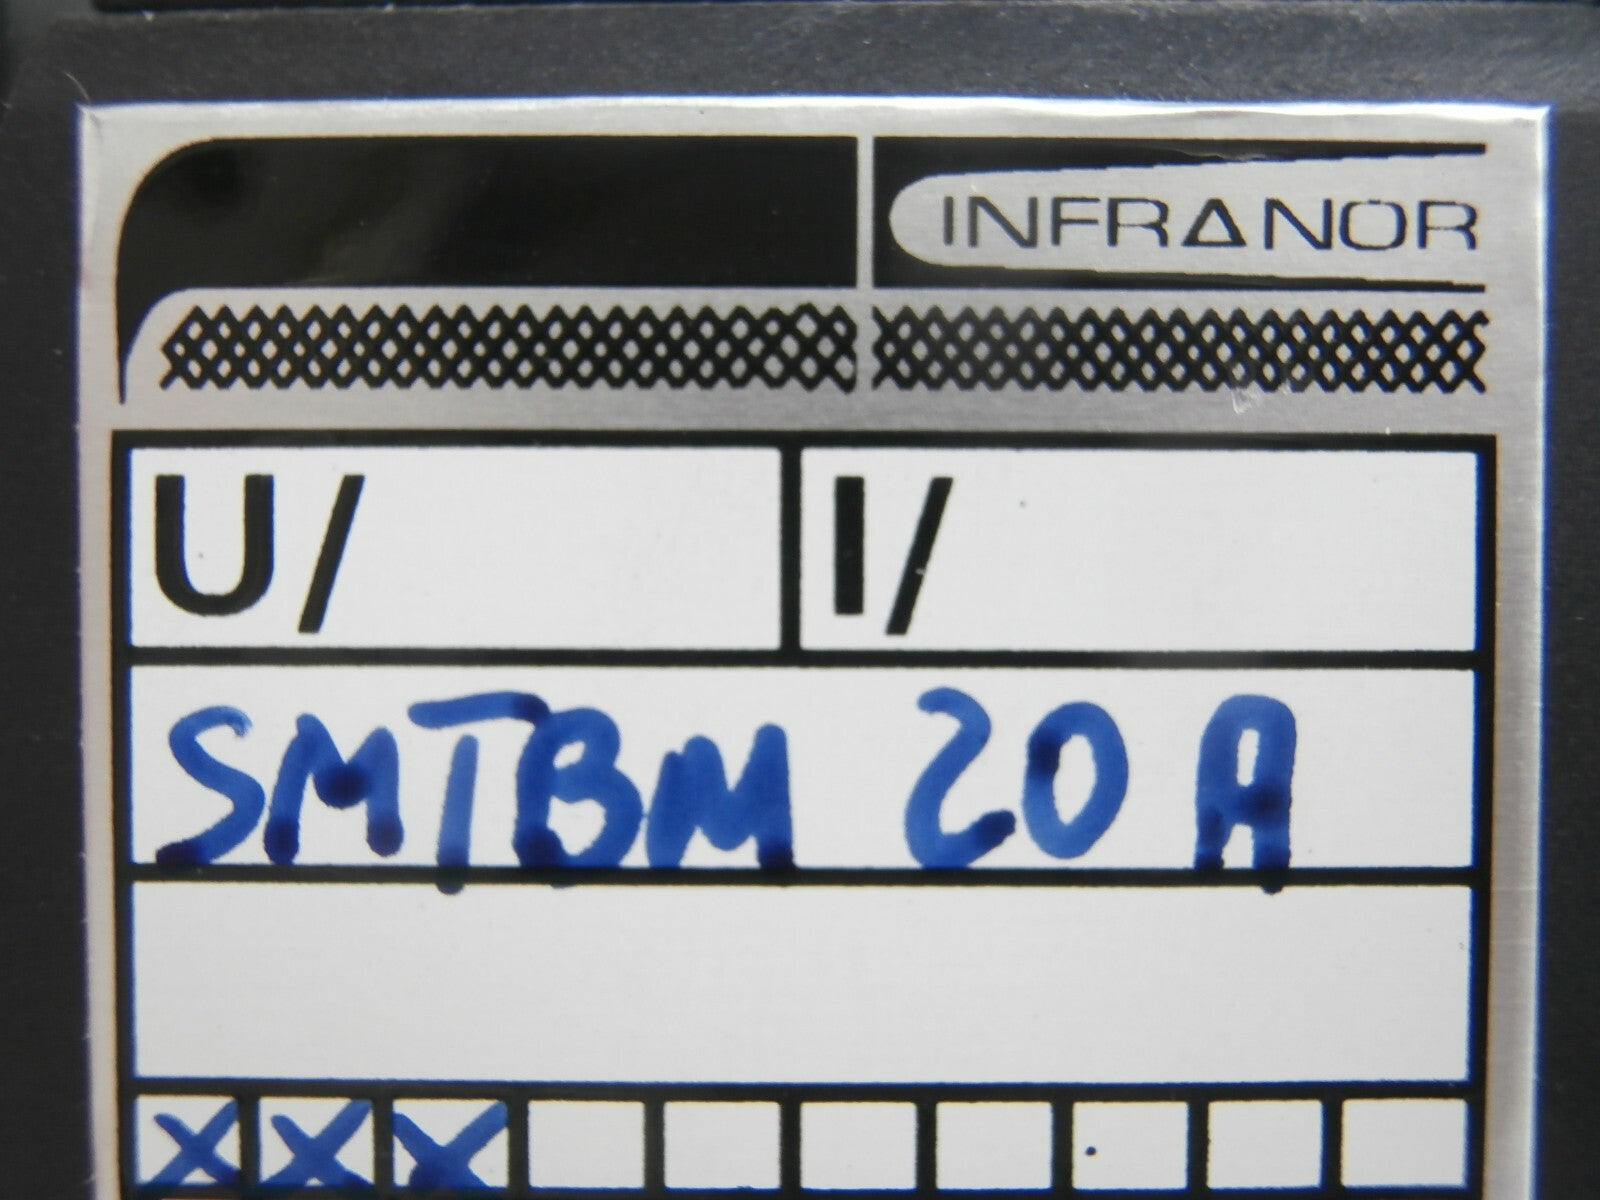 INFRANOR
U/ I/
SMTBM 20 A
X X X